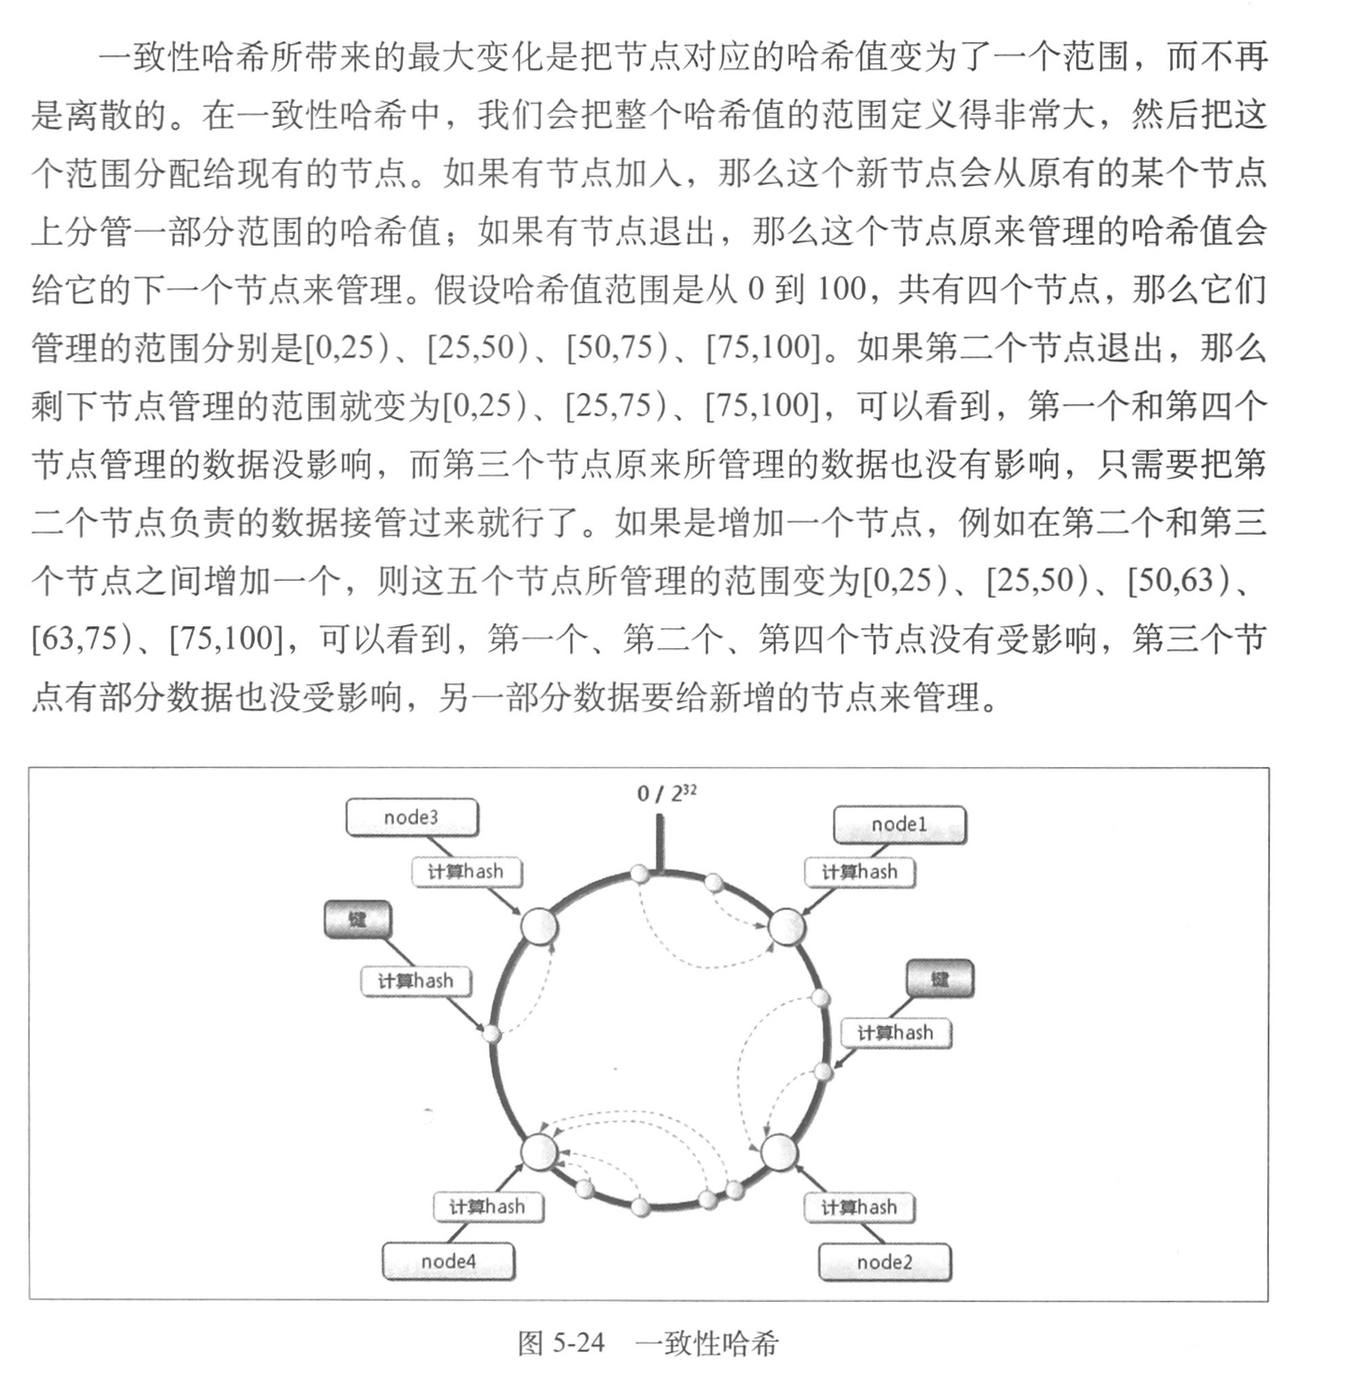 一致性哈希所带来的最大变化是把节点对应的哈希值变为了一个范围，而不再
是离散的。在一致性哈希中，我们会把整个哈希值的范围定义得非常大，然后把这
个范围分配给现有的节点。如果有节点加入，那么这个新节点会从原有的某个节点
上分管一部分范围的哈希值；如果有节点退出，那么这个节点原来管理的哈希值会
给它的下一个节点来管理。假设哈希值范围是从 0 到 100，共有四个节点，那么它们
管理的范围分别是[0,25)、[25,50)、[50,75)、[75,100]。如果第二个节点退出，那么
剩下节点管理的范围就变为[0,25)、[25,75)、[75,100]，可以看到，第一个和第四个
节点管理的数据没影响，而第三个节点原来所管理的数据也没有影响，只需要把第
二个节点负责的数据接管过来就行了。如果是增加一个节点，例如在第二个和第三
个节点之间增加一个，则这五个节点所管理的范围变为[0,25)、[25,50)、[50,63)、
[63,75)、[75,100]，可以看到，第一个、第二个、第四个节点没有受影响，第三个节
点有部分数据也没受影响，另一部分数据要给新增的节点来管理。
0 / 2³²
node3
node1
计算hash
计算hash
键
键
计算hash
计算hash
计算hash
计算hash
node4
node2
图 5-24 一致性哈希